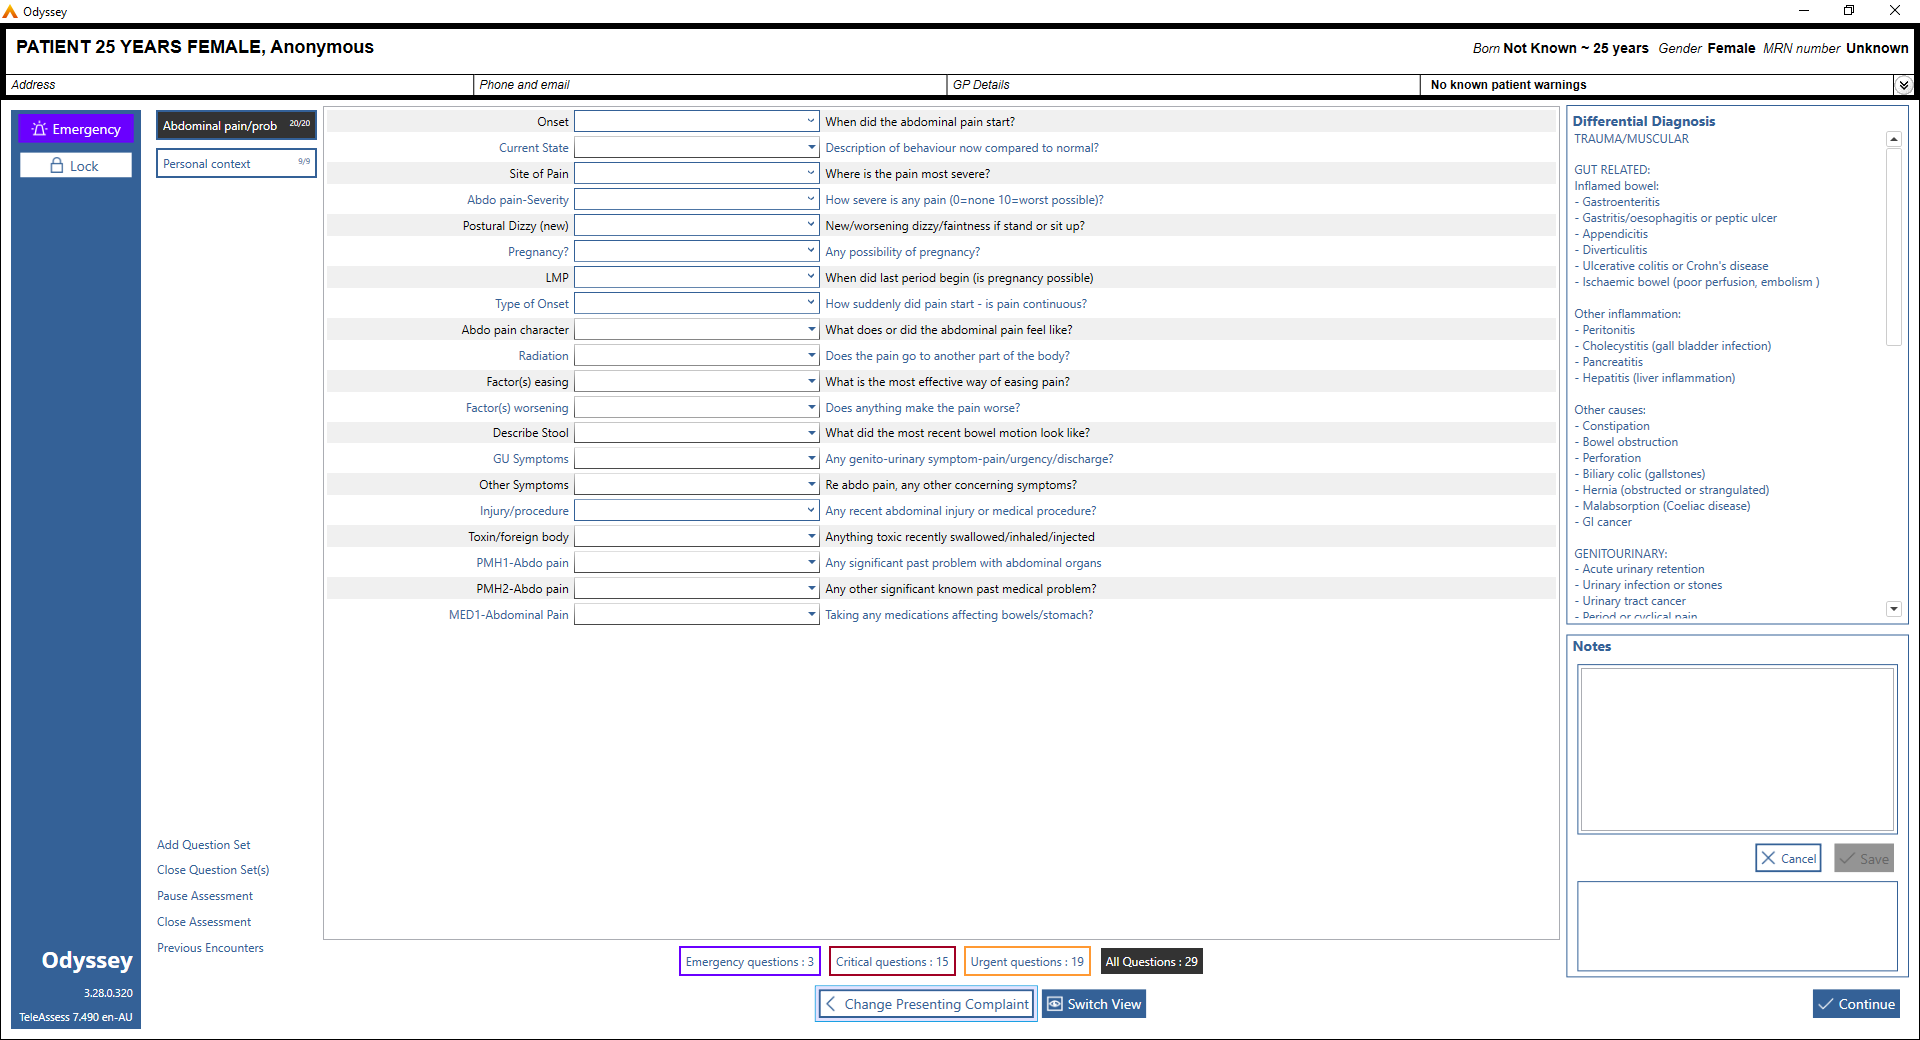 Odyssey
PATIENT 25 YEARS FEMALE, Anonymous
Born Not Known ~ 25 years Gender Female MRN number Unknown
Address
Phone and email
GP Details
No known patient warnings
Emergency
Lock
Abdominal pain/prob 20/20
Personal context 9/9
Onset When did the abdominal pain start?
Current State Description of behaviour now compared to normal?
Site of Pain Where is the pain most severe?
Abdo pain-Severity How severe is any pain (0=none 10=worst possible)?
Postural Dizzy (new) New/worsening dizzy/faintness if stand or sit up?
Pregnancy? Any possibility of pregnancy?
LMP When did last period begin (is pregnancy possible)
Type of Onset How suddenly did pain start - is pain continuous?
Abdo pain character What does or did the abdominal pain feel like?
Radiation Does the pain go to another part of the body?
Factor(s) easing What is the most effective way of easing pain?
Factor(s) worsening Does anything make the pain worse?
Describe Stool What did the most recent bowel motion look like?
GU Symptoms Any genito-urinary symptom-pain/urgency/discharge?
Other Symptoms Re abdo pain, any other concerning symptoms?
Injury/procedure Any recent abdominal injury or medical procedure?
Toxin/foreign body Anything toxic recently swallowed/inhaled/injected
PMH1-Abdo pain Any significant past problem with abdominal organs
PMH2-Abdo pain Any other significant known past medical problem?
MED1-Abdominal Pain Taking any medications affecting bowels/stomach?
Differential Diagnosis
TRAUMA/MUSCULAR
GUT RELATED:
Inflamed bowel:
- Gastroenteritis
- Gastritis/oesophagitis or peptic ulcer
- Appendicitis
- Diverticulitis
- Ulcerative colitis or Crohn's disease
- Ischaemic bowel (poor perfusion, embolism )
Other inflammation:
- Peritonitis
- Cholecystitis (gall bladder infection)
- Pancreatitis
- Hepatitis (liver inflammation)
Other causes:
- Constipation
- Bowel obstruction
- Perforation
- Biliary colic (gallstones)
- Hernia (obstructed or strangulated)
- Malabsorption (Coeliac disease)
- GI cancer
GENITOURINARY:
- Acute urinary retention
- Urinary infection or stones
- Urinary tract cancer
- Period or cyclical pain
Notes
Cancel
Save
Add Question Set
Close Question Set(s)
Pause Assessment
Close Assessment
Previous Encounters
Odyssey
3.28.0.320
TeleAssess 7.490 en-AU
Emergency questions : 3
Critical questions : 15
Urgent questions : 19
All Questions : 29
Change Presenting Complaint
Switch View
Continue